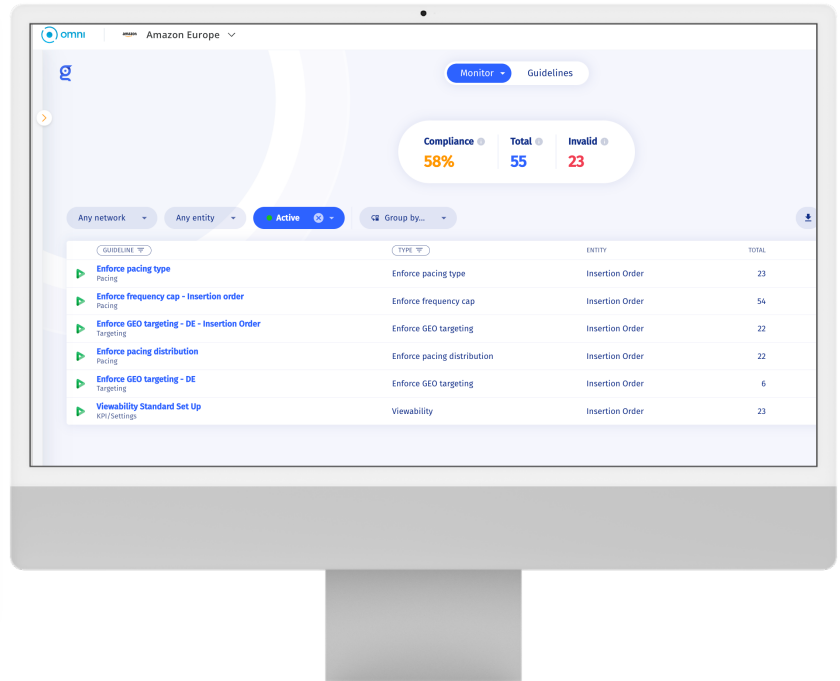 omni
amazon Amazon Europe
g
Monitor Guidelines
Compliance Total Invalid
58% 55 23
Any network Any entity Active Group by...
GUIDELINE TYPE ENTITY TOTAL
Enforce pacing type
Pacing
Enforce pacing type Insertion Order 23
Enforce frequency cap - Insertion order
Pacing
Enforce frequency cap Insertion Order 54
Enforce GEO targeting - DE - Insertion Order
Targeting
Enforce GEO targeting Insertion Order 22
Enforce pacing distribution
Pacing
Enforce pacing distribution Insertion Order 22
Enforce GEO targeting - DE
Targeting
Enforce GEO targeting Insertion Order 6
Viewability Standard Set Up
KPI/Settings
Viewability Insertion Order 23